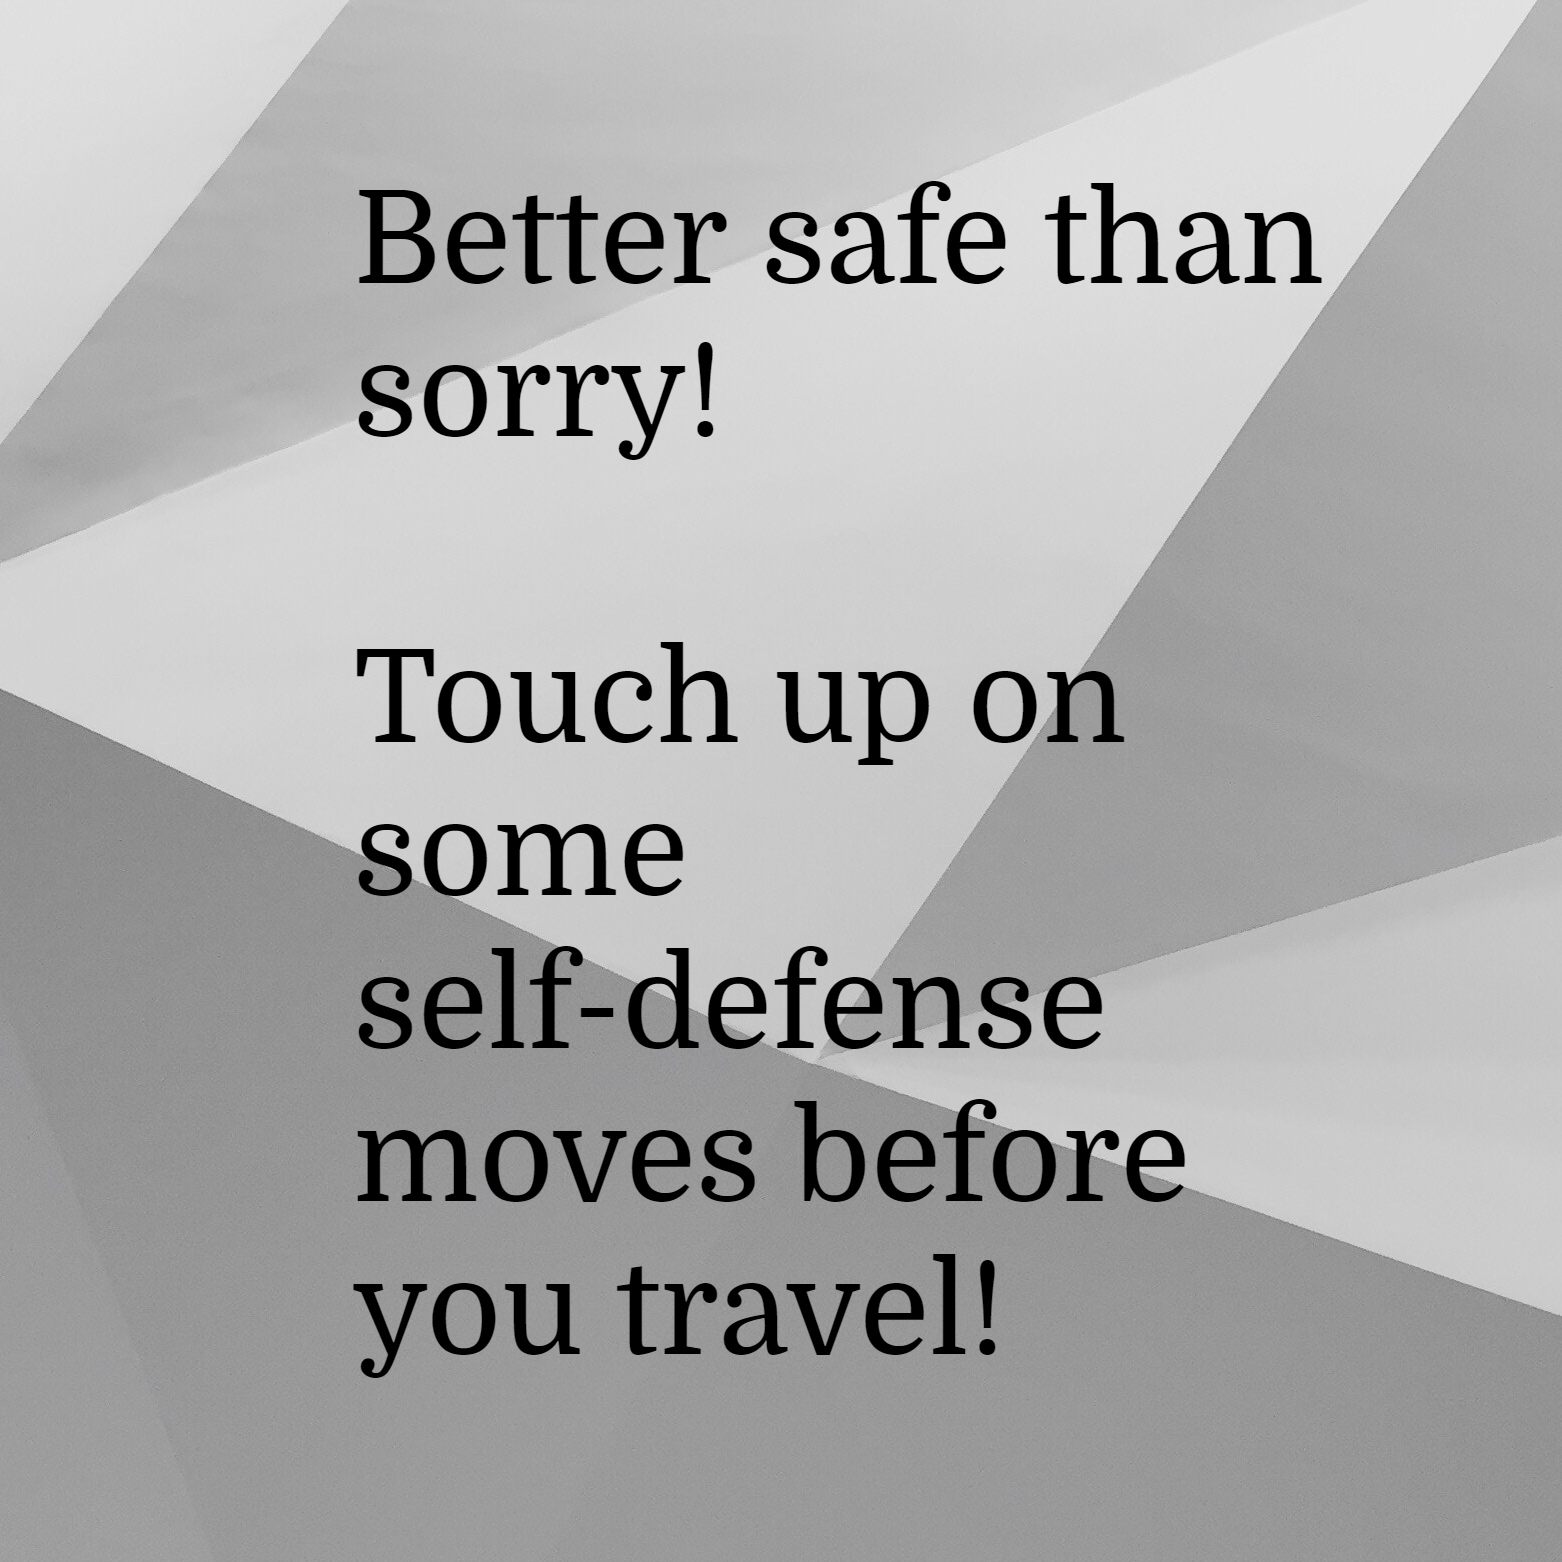 Better safe than
sorry!
Touch up on
some
self-defense
moves before
you travel!